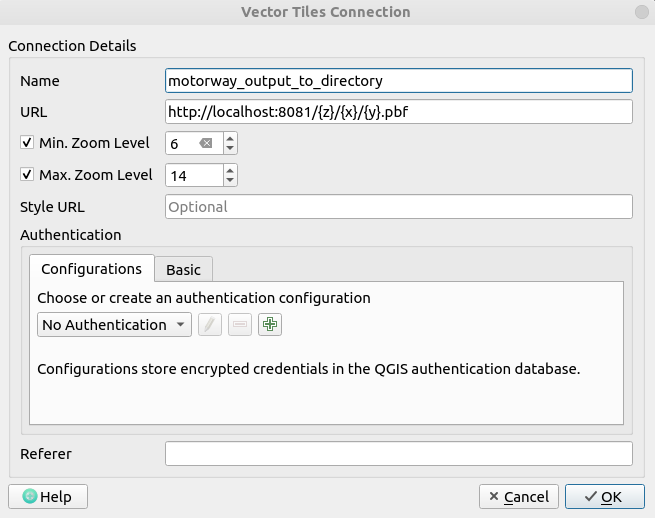 Vector Tiles Connection
Connection Details
Name motorway_output_to_directory
URL http://localhost:8081/{z}/{x}/{y}.pbf
Min. Zoom Level 6
Max. Zoom Level 14
Style URL Optional
Authentication
Configurations Basic
Choose or create an authentication configuration
No Authentication
Configurations store encrypted credentials in the QGIS authentication database.
Referer
Help Cancel OK